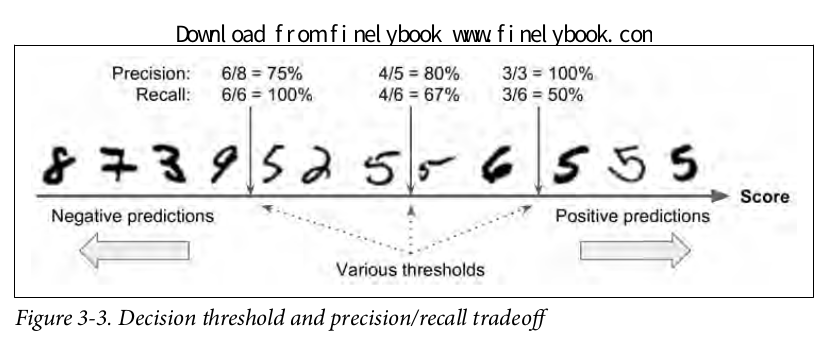 Download from finelybook www.finelybook.com
Precision: 6/8 = 75% 4/5 = 80% 3/3 = 100%
Recall: 6/6 = 100% 4/6 = 67% 3/6 = 50%
8 7 3 9 5 2 5 5 6 5 5 5
Score
Negative predictions Positive predictions
Various thresholds
Figure 3-3. Decision threshold and precision/recall tradeoff